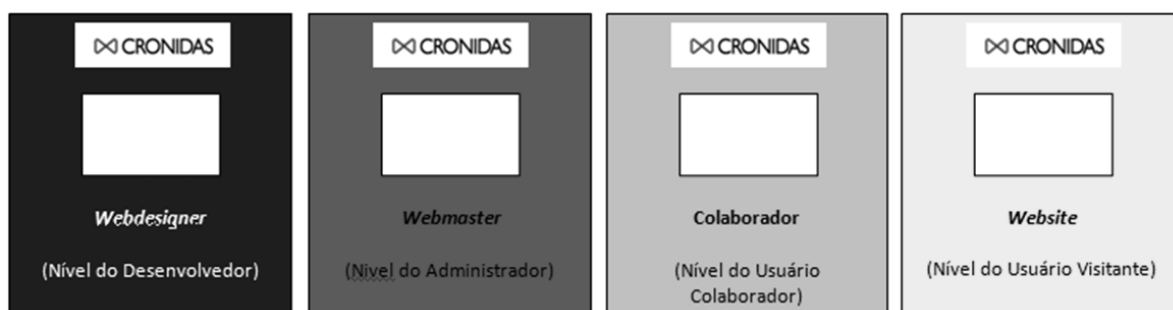 CRONIDAS
Webdesigner
(Nível do Desenvolvedor)
CRONIDAS
Webmaster
(Nivel do Administrador)
CRONIDAS
Colaborador
(Nível do Usuário
Colaborador)
CRONIDAS
Website
(Nível do Usuário Visitante)